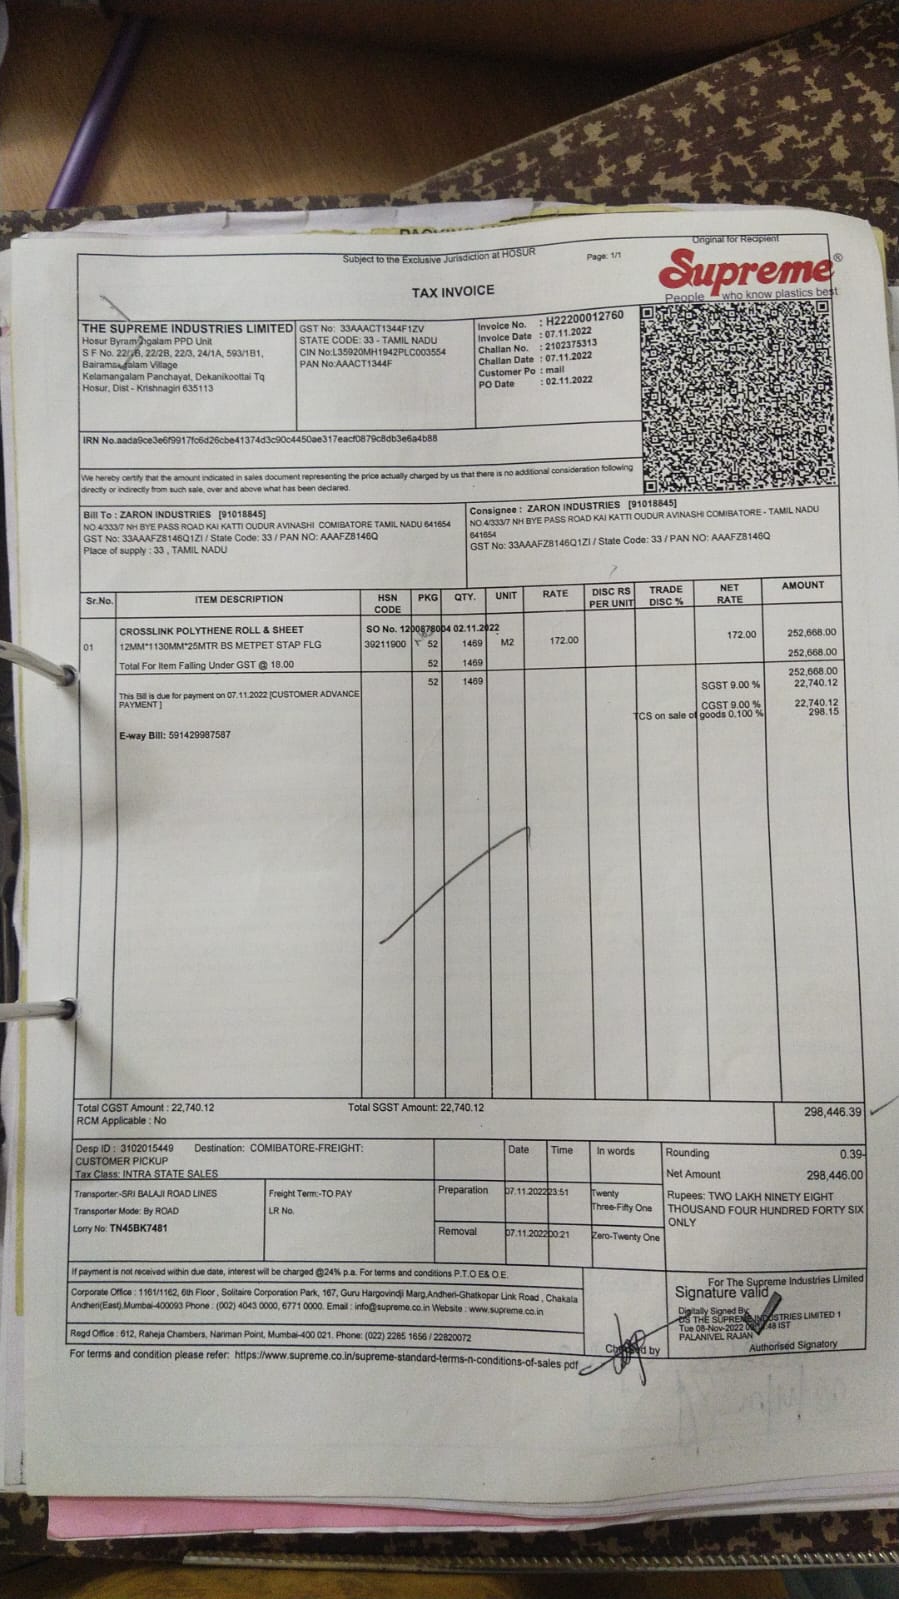 Original for Recipient
Subject to the Exclusive Jurisdiction at HOSUR
Page: 1/1
Supreme®
People who know plastics best
TAX INVOICE
THE SUPREME INDUSTRIES LIMITED
Hosur Byramangalam PPD Unit
S F No. 22/1B, 22/2B, 22/3, 24/1A, 593/1B1,
Bairamangalam Village
Kelamangalam Panchayat, Dekanikoottai Tq
Hosur, Dist - Krishnagiri 635113
GST No: 33AAACT1344F1ZV
STATE CODE: 33 - TAMIL NADU
CIN No:L35920MH1942PLC003554
PAN No:AAACT1344F
Invoice No. : H22200012760
Invoice Date : 07.11.2022
Challan No. : 2102375313
Challan Date : 07.11.2022
Customer Po : mail
PO Date : 02.11.2022
IRN No.aada9ce3e6f9917fc6d26cbe41374d3c90c4450ae317eacf0879c8db3e6a4b88
We hereby certify that the amount indicated in sales document representing the price actually charged by us that there is no additional consideration following
directly or indirectly from such sale, over and above what has been declared.
Bill To : ZARON INDUSTRIES [91018845]
NO.4/333/7 NH BYE PASS ROAD KAI KATTI OUDUR AVINASHI COMIBATORE TAMIL NADU 641654
GST No: 33AAAFZ8146Q1ZI / State Code: 33 / PAN NO: AAAFZ8146Q
Place of supply : 33 , TAMIL NADU
Consignee : ZARON INDUSTRIES [91018845]
NO.4/333/7 NH BYE PASS ROAD KAI KATTI OUDUR AVINASHI COMIBATORE - TAMIL NADU
641654
GST No: 33AAAFZ8146Q1ZI / State Code: 33 / PAN NO: AAAFZ8146Q
Sr.No. ITEM DESCRIPTION HSN CODE PKG QTY. UNIT RATE DISC RS PER UNIT TRADE DISC % NET RATE AMOUNT
CROSSLINK POLYTHENE ROLL & SHEET SO No. 1200878004 02.11.2022
01 12MM*1130MM*25MTR BS METPET STAP FLG 39211900 52 1469 M2 172.00 172.00 252,668.00
Total For Item Falling Under GST @ 18.00 52 1469 252,668.00
52 1469 252,668.00
SGST 9.00 % 22,740.12
This Bill is due for payment on 07.11.2022 [CUSTOMER ADVANCE
PAYMENT ]
CGST 9.00 % 22,740.12
TCS on sale of goods 0.100 % 298.15
E-way Bill: 591429987587
Total CGST Amount : 22,740.12 Total SGST Amount: 22,740.12 298,446.39
RCM Applicable : No
Desp ID : 3102015449 Destination: COMIBATORE-FREIGHT:
CUSTOMER PICKUP
Tax Class: INTRA STATE SALES
Date Time In words
Rounding 0.39-
Net Amount 298,446.00
Rupees: TWO LAKH NINETY EIGHT
THOUSAND FOUR HUNDRED FORTY SIX
ONLY
Transporter:-SRI BALAJI ROAD LINES
Transporter Mode: By ROAD
Lorry No: TN45BK7481
Freight Term:-TO PAY
LR No.
Preparation 07.11.2022 23:51 Twenty Three-Fifty One
Removal 07.11.2022 00:21 Zero-Twenty One
If payment is not received within due date, interest will be charged @24% p.a. For terms and conditions P.T.O E& O.E.
Corporate Office : 1161/1162, 6th Floor , Solitaire Corporation Park, 167, Guru Hargovindji Marg,Andheri-Ghatkopar Link Road , Chakala
Andheri(East),Mumbai-400093 Phone : (002) 4043 0000, 6771 0000. Email : info@supreme.co.in Website : www.supreme.co.in
Regd Office : 612, Raheja Chambers, Nariman Point, Mumbai-400 021. Phone: (022) 2285 1656 / 22820072
For terms and condition please refer: https://www.supreme.co.in/supreme-standard-terms-n-conditions-of-sales pdf
Checked by
For The Supreme Industries Limited
Signature valid
Digitally Signed By
DS THE SUPREME INDUSTRIES LIMITED 1
Tue 08-Nov-2022 IST
PALANIVEL RAJAN
Authorised Signatory